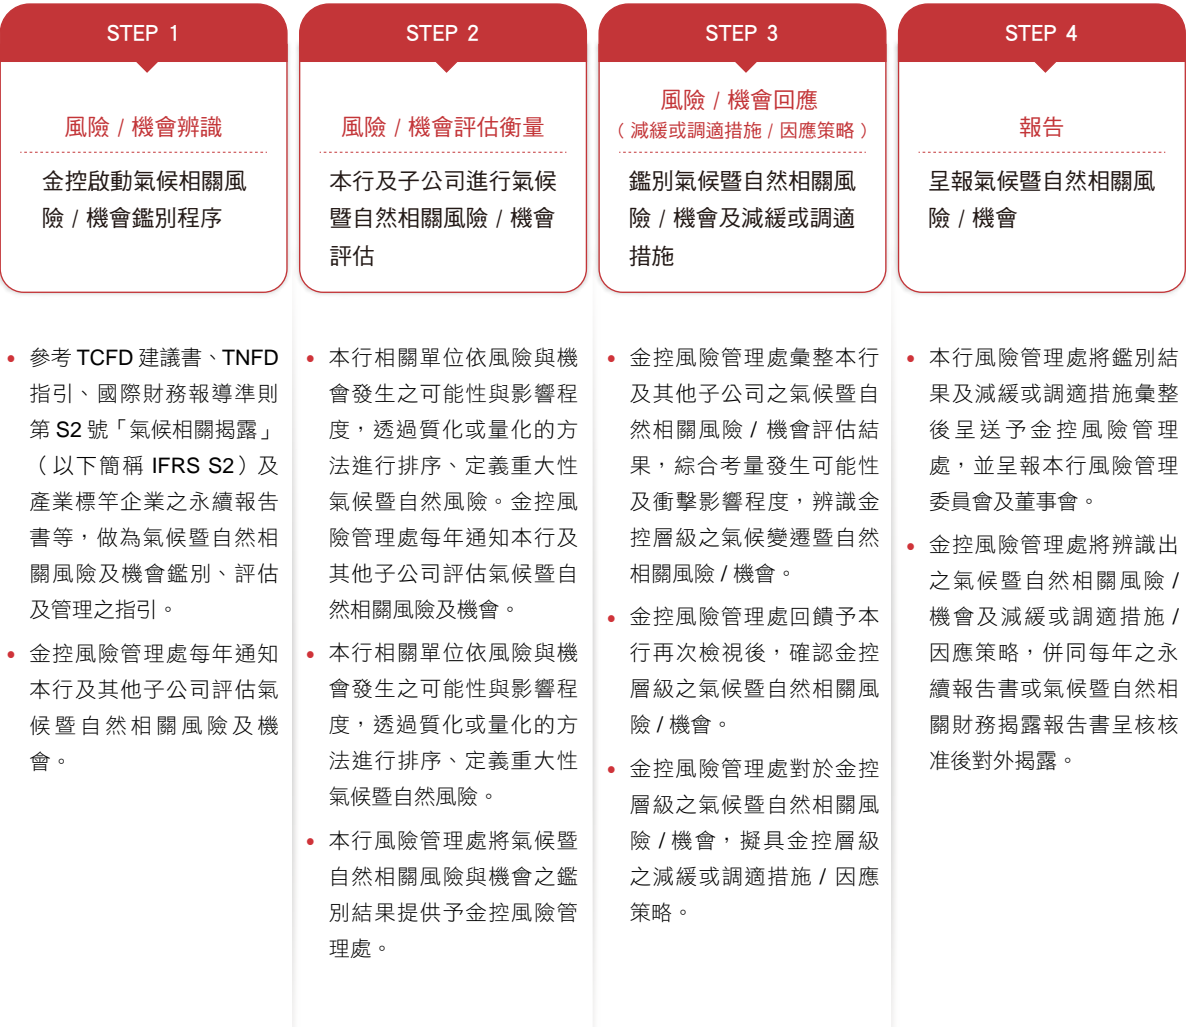 STEP 1
風險 / 機會辨識
金控啟動氣候相關風
險 / 機會鑑別程序
• 參考 TCFD 建議書、TNFD
指引、國際財務報導準則
第 S2 號「氣候相關揭露」
（以下簡稱 IFRS S2）及
產業標竿企業之永續報告
書等，做為氣候暨自然相
關風險及機會鑑別、評估
及管理之指引。
• 金控風險管理處每年通知
本行及其他子公司評估氣
候暨自然相關風險及機
會。
STEP 2
風險 / 機會評估衡量
本行及子公司進行氣候
暨自然相關風險 / 機會
評估
• 本行相關單位依風險與機
會發生之可能性與影響程
度，透過質化或量化的方
法進行排序、定義重大性
氣候暨自然風險。金控風
險管理處每年通知本行及
其他子公司評估氣候暨自
然相關風險及機會。
• 本行相關單位依風險與機
會發生之可能性與影響程
度，透過質化或量化的方
法進行排序、定義重大性
氣候暨自然風險。
• 本行風險管理處將氣候暨
自然相關風險與機會之鑑
別結果提供予金控風險管
理處。
STEP 3
風險 / 機會回應
（ 減緩或調適措施 / 因應策略 ）
鑑別氣候暨自然相關風
險 / 機會及減緩或調適
措施
• 金控風險管理處彙整本行
及其他子公司之氣候暨自
然相關風險 / 機會評估結
果，綜合考量發生可能性
及衝擊影響程度，辨識金
控層級之氣候變遷暨自然
相關風險 / 機會。
• 金控風險管理處回饋予本
行再次檢視後，確認金控
層級之氣候暨自然相關風
險 / 機會。
• 金控風險管理處對於金控
層級之氣候暨自然相關風
險 / 機會，擬具金控層級
之減緩或調適措施 / 因應
策略。
STEP 4
報告
呈報氣候暨自然相關風
險 / 機會
• 本行風險管理處將鑑別結
果及減緩或調適措施彙整
後呈送予金控風險管理
處，並呈報本行風險管理
委員會及董事會。
• 金控風險管理處將辨識出
之氣候暨自然相關風險 /
機會及減緩或調適措施 /
因應策略，併同每年之永
續報告書或氣候暨自然相
關財務揭露報告書呈核核
准後對外揭露。